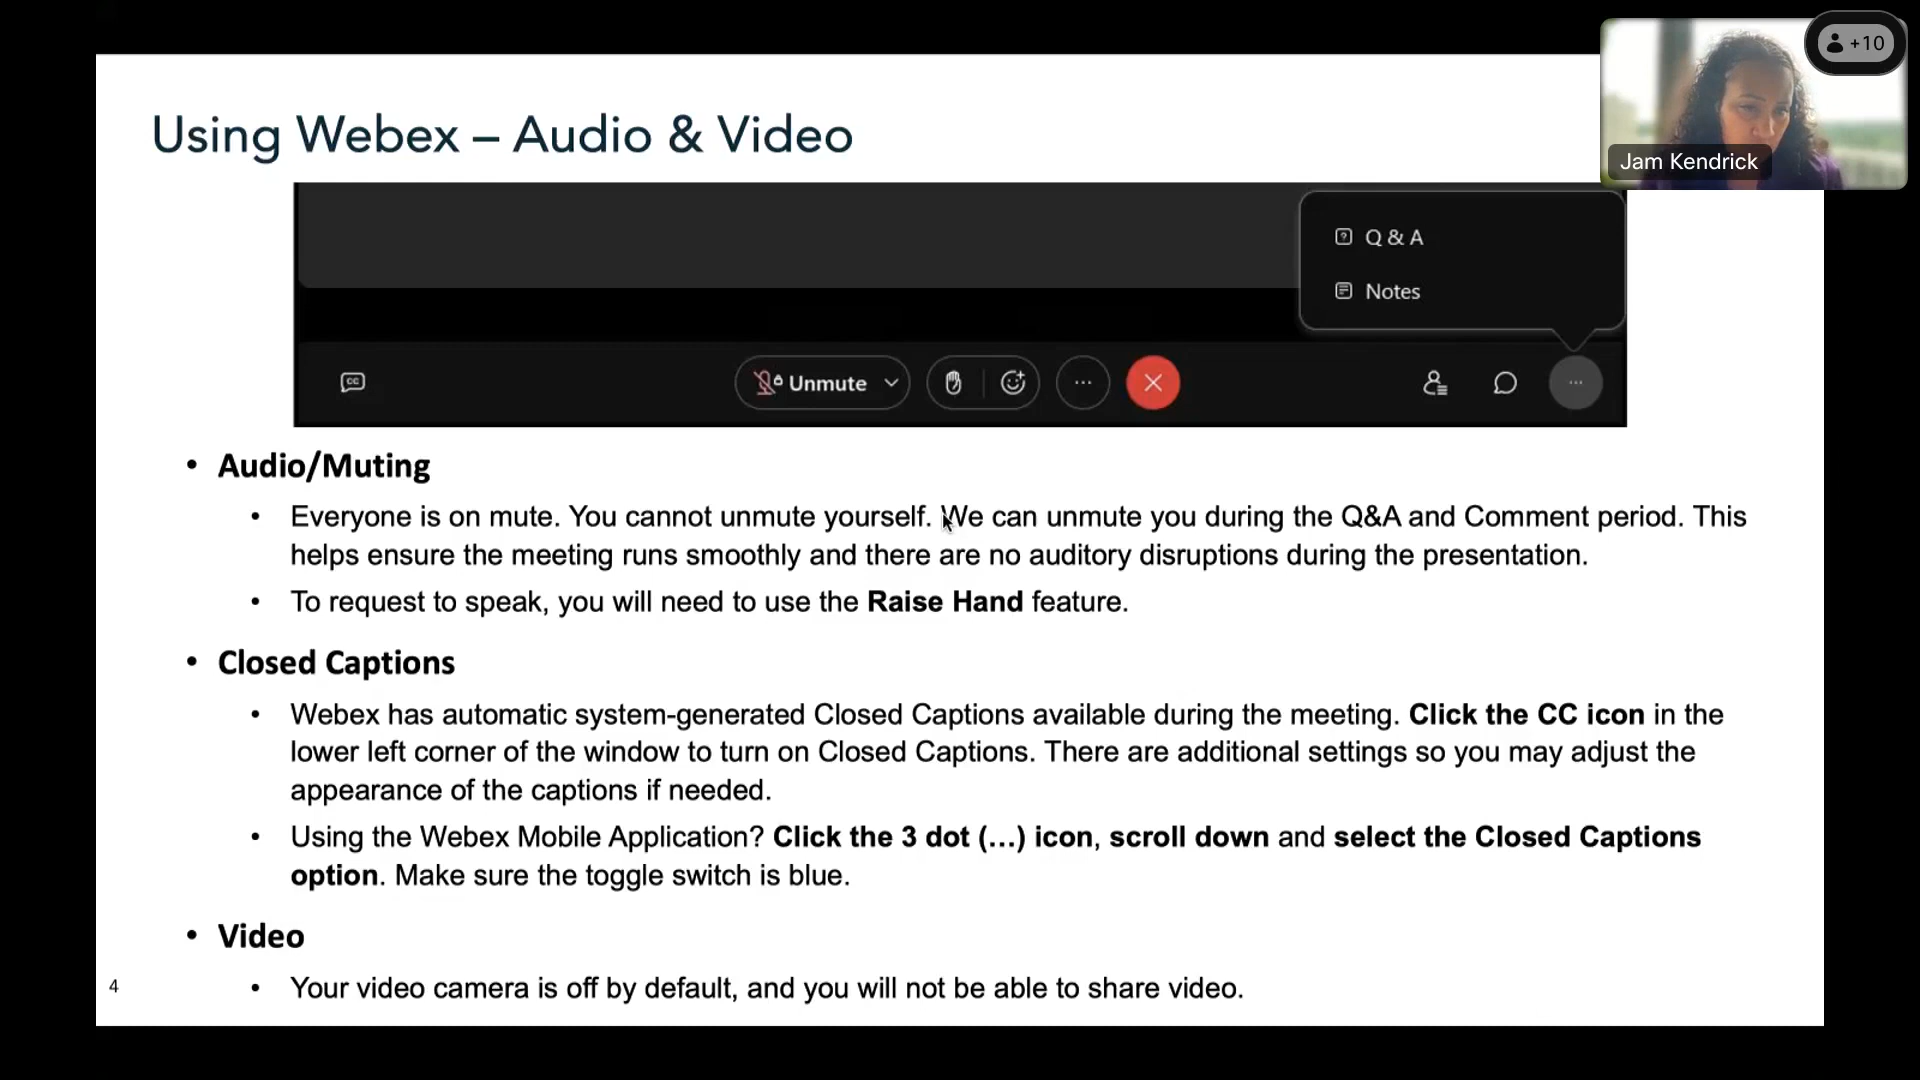 +10
Jam Kendrick
Using Webex – Audio & Video
Q & A
Notes
CC
Unmute
• Audio/Muting
• Everyone is on mute. You cannot unmute yourself. We can unmute you during the Q&A and Comment period. This
helps ensure the meeting runs smoothly and there are no auditory disruptions during the presentation.
• To request to speak, you will need to use the Raise Hand feature.
• Closed Captions
• Webex has automatic system-generated Closed Captions available during the meeting. Click the CC icon in the
lower left corner of the window to turn on Closed Captions. There are additional settings so you may adjust the
appearance of the captions if needed.
• Using the Webex Mobile Application? Click the 3 dot (…) icon, scroll down and select the Closed Captions
option. Make sure the toggle switch is blue.
• Video
• Your video camera is off by default, and you will not be able to share video.
4